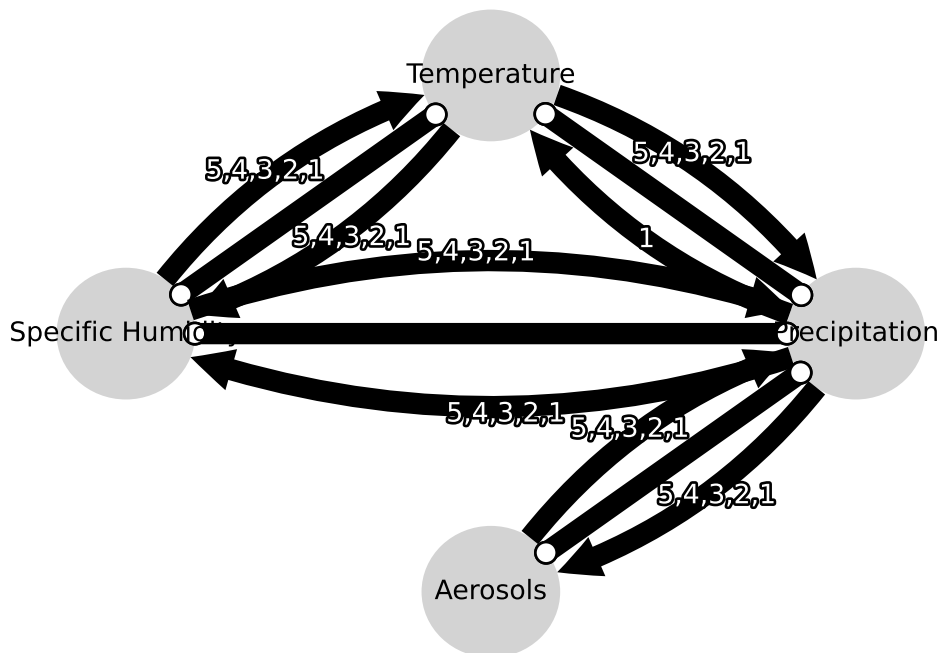 Temperature
5,4,3,2,1
5,4,3,2,1
5,4,3,2,1
1
5,4,3,2,1
Specific Humidity
Precipitation
5,4,3,2,1
5,4,3,2,1
5,4,3,2,1
Aerosols